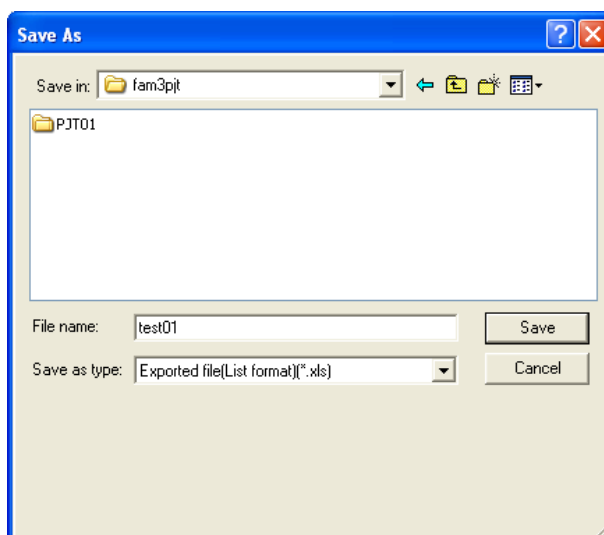 Save As
Save in: fam3pjt
PJT01
File name: test01
Save
Save as type: Exported file(List format)(*.xls)
Cancel